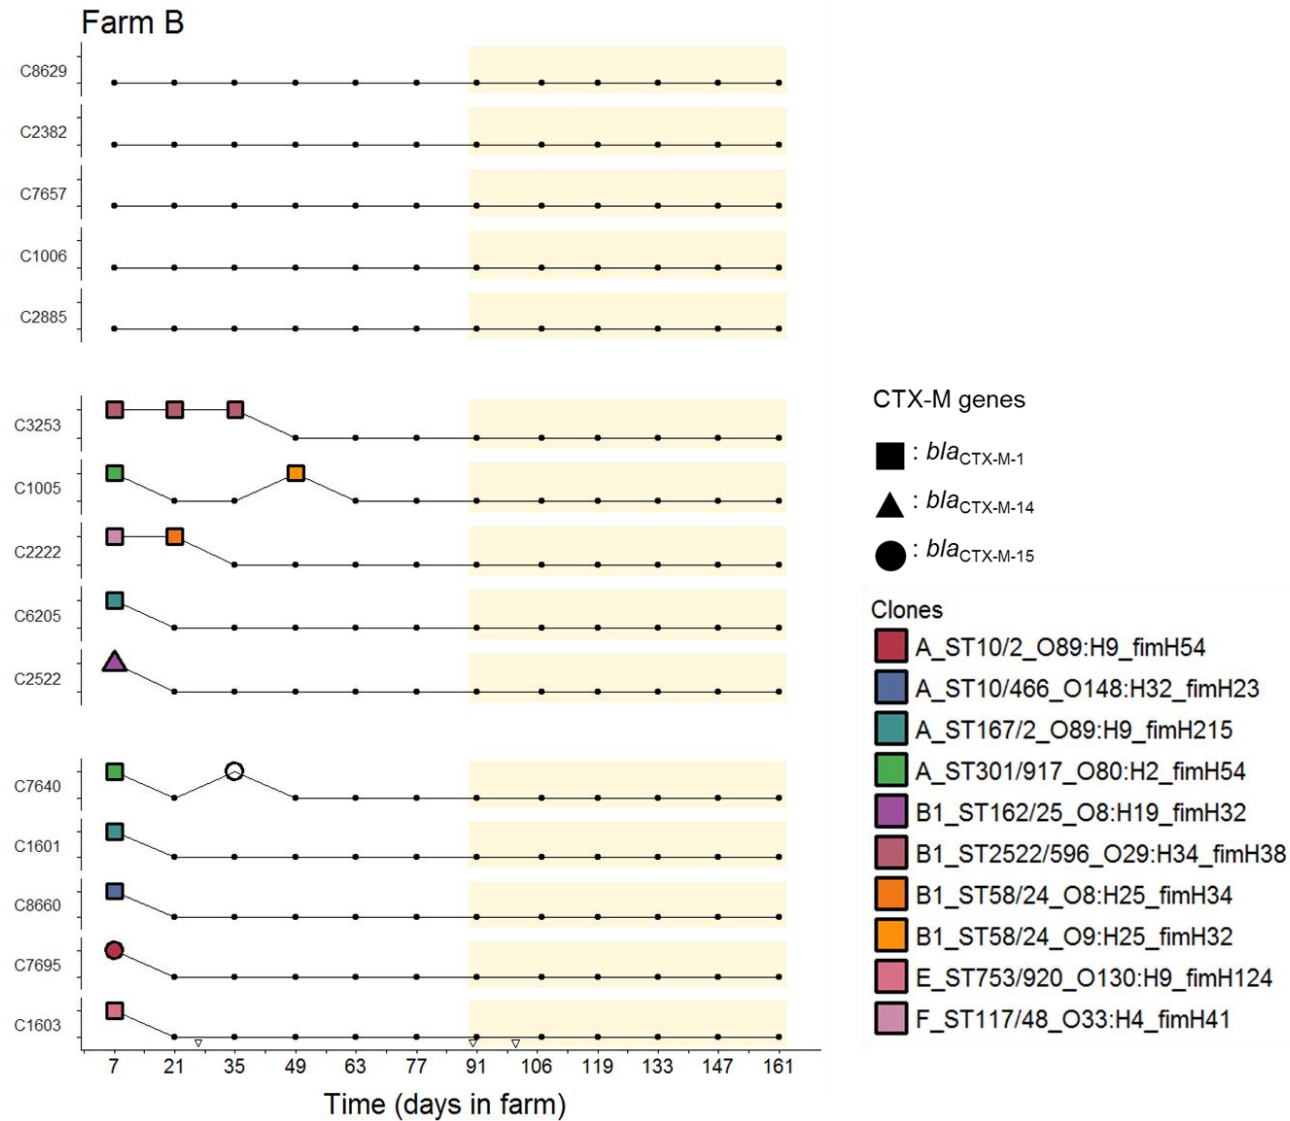 Farm B
C8629
C2382
C7657
C1006
C2885
C3253
C1005
C2222
C6205
C2522
C7640
C1601
C8660
C7695
C1603
7 21 35 49 63 77 91 106 119 133 147 161
Time (days in farm)
CTX-M genes
: blaCTX-M-1
: blaCTX-M-14
: blaCTX-M-15
Clones
A_ST10/2_O89:H9_fimH54
A_ST10/466_O148:H32_fimH23
A_ST167/2_O89:H9_fimH215
A_ST301/917_O80:H2_fimH54
B1_ST162/25_O8:H19_fimH32
B1_ST2522/596_O29:H34_fimH38
B1_ST58/24_O8:H25_fimH34
B1_ST58/24_O9:H25_fimH32
E_ST753/920_O130:H9_fimH124
F_ST117/48_O33:H4_fimH41